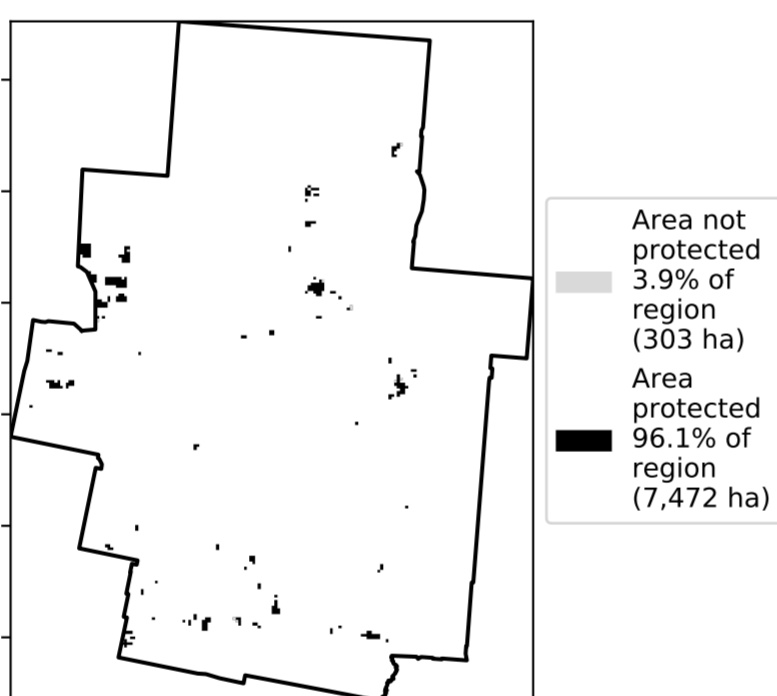 Area not
protected
3.9% of
region
(303 ha)
Area
protected
96.1% of
region
(7,472 ha)